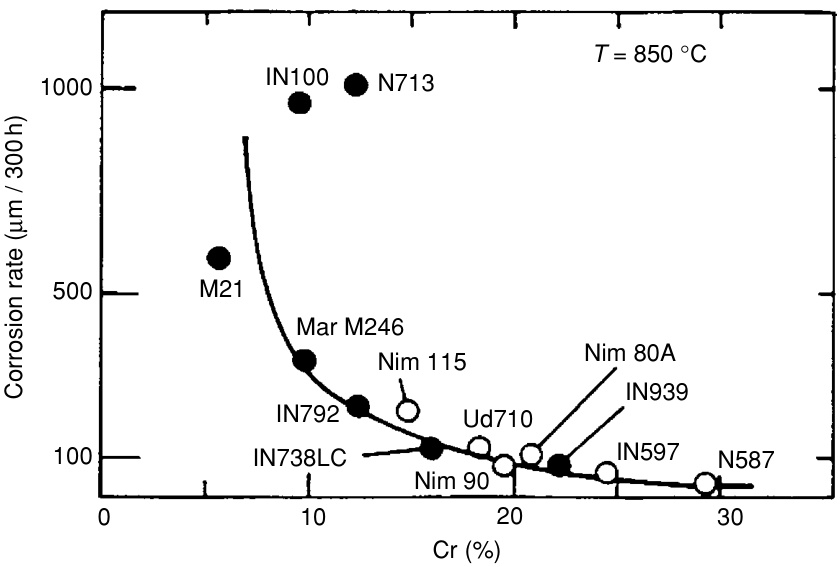 T = 850 °C
1000
IN100
N713
Corrosion rate (µm / 300 h)
500
M21
Mar M246
Nim 115
Nim 80A
IN792
Ud710
IN939
100
IN738LC
Nim 90
IN597
N587
0
10
20
30
Cr (%)